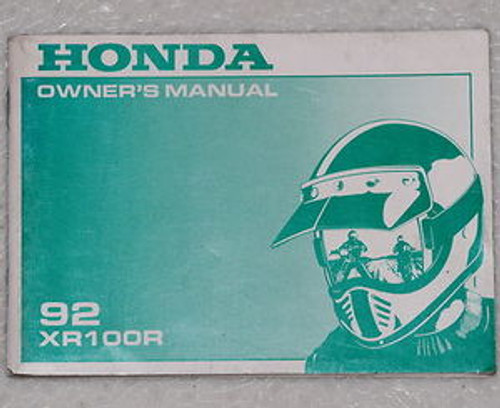 HONDA
OWNER'S MANUAL
92
XR100R